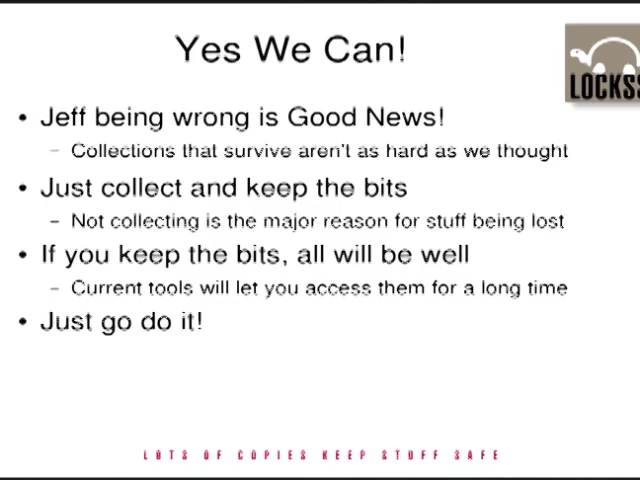 Yes We Can!
LOCKSS
• Jeff being wrong is Good News!
– Collections that survive aren't as hard as we thought
• Just collect and keep the bits
– Not collecting is the major reason for stuff being lost
• If you keep the bits, all will be well
– Current tools will let you access them for a long time
• Just go do it!
LOTS OF COPIES KEEP STUFF SAFE